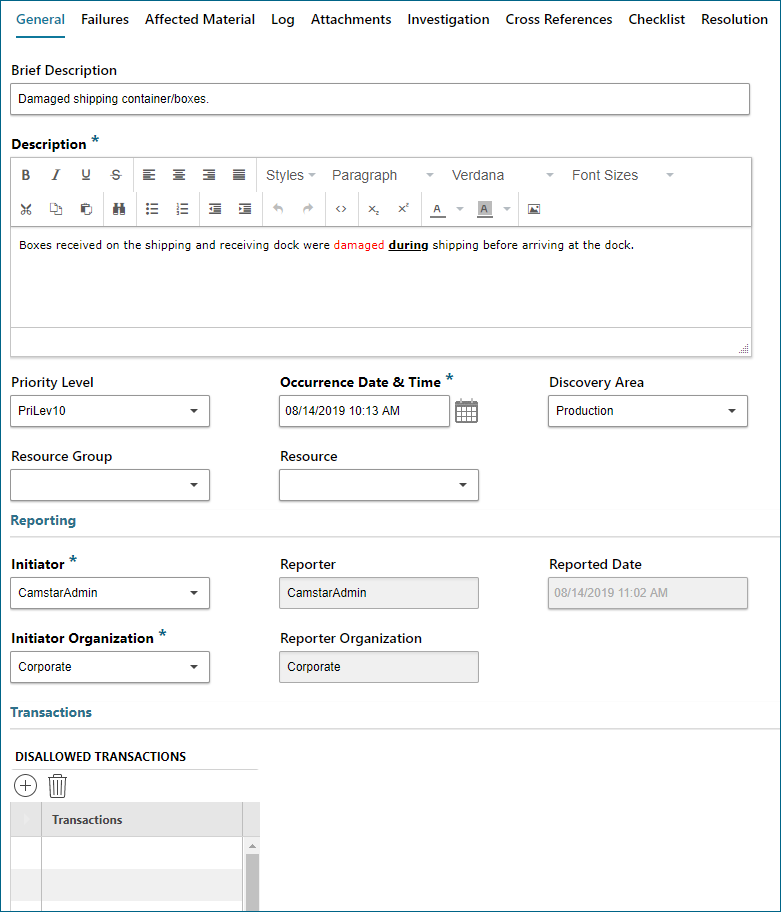 General Failures Affected Material Log Attachments Investigation Cross References Checklist Resolution
Brief Description
Damaged shipping container/boxes.
Description *
B I U S Styles Paragraph Verdana Font Sizes
X₂ X² A A
Boxes received on the shipping and receiving dock were damaged during shipping before arriving at the dock.
Priority Level Occurrence Date & Time * Discovery Area
PriLev10 08/14/2019 10:13 AM Production
Resource Group Resource
Reporting
Initiator * Reporter Reported Date
CamstarAdmin CamstarAdmin 08/14/2019 11:02 AM
Initiator Organization * Reporter Organization
Corporate Corporate
Transactions
DISALLOWED TRANSACTIONS
Transactions